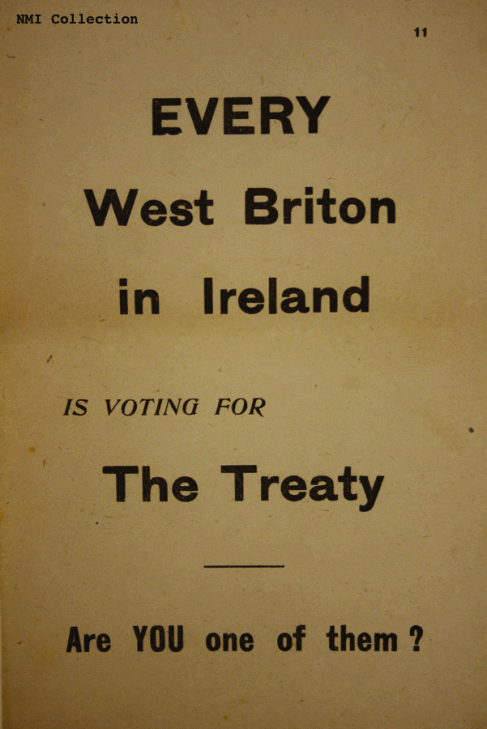 NMI Collection
11
EVERY
West Briton
in Ireland
IS VOTING FOR
The Treaty
Are YOU one of them ?